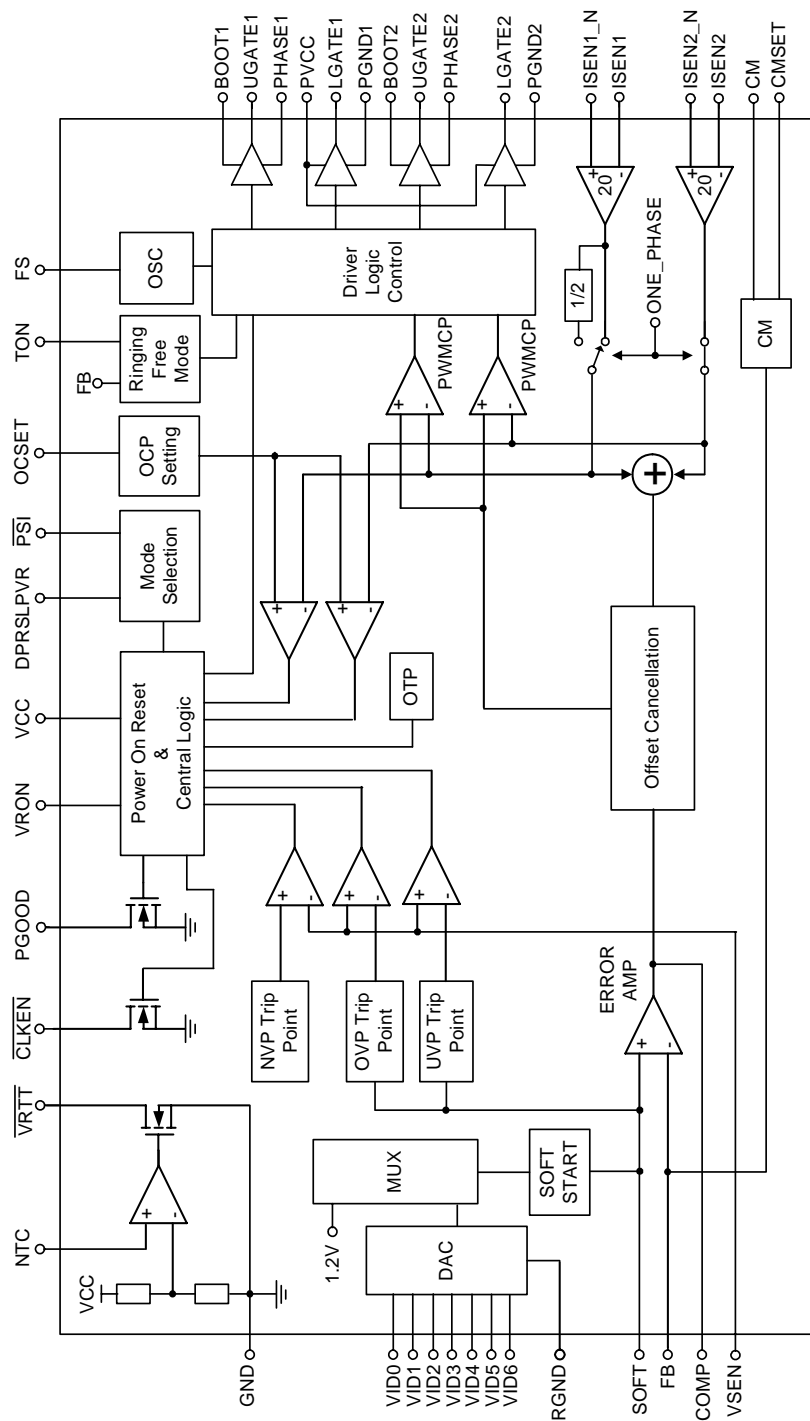 NTC
VRTT
CLKEN
PGOOD
VRON
VCC
DPRSLPVR
PSI
OCSET
TON
FS
VCC
+
-
FB
Power On Reset
&
Central Logic
Mode
Selection
OCP
Setting
Ringing
Free
Mode
OSC
BOOT1
UGATE1
PHASE1
PVCC
LGATE1
PGND1
BOOT2
UGATE2
PHASE2
LGATE2
PGND2
ISEN1_N
ISEN1
ISEN2_N
ISEN2
CM
CMSET
Driver
Logic
Control
GND
VID0
VID1
VID2
VID3
VID4
VID5
VID6
RGND
SOFT
FB
COMP
VSEN
1.2V
MUX
DAC
SOFT
START
NVP Trip
Point
OVP Trip
Point
UVP Trip
Point
+
-
+
-
+
-
OTP
+
-
+
-
+
-
PWMCP
+
-
PWMCP
1/2
+
20
-
+
20
-
ONE_PHASE
CM
ERROR
AMP
+
-
Offset Cancellation
+